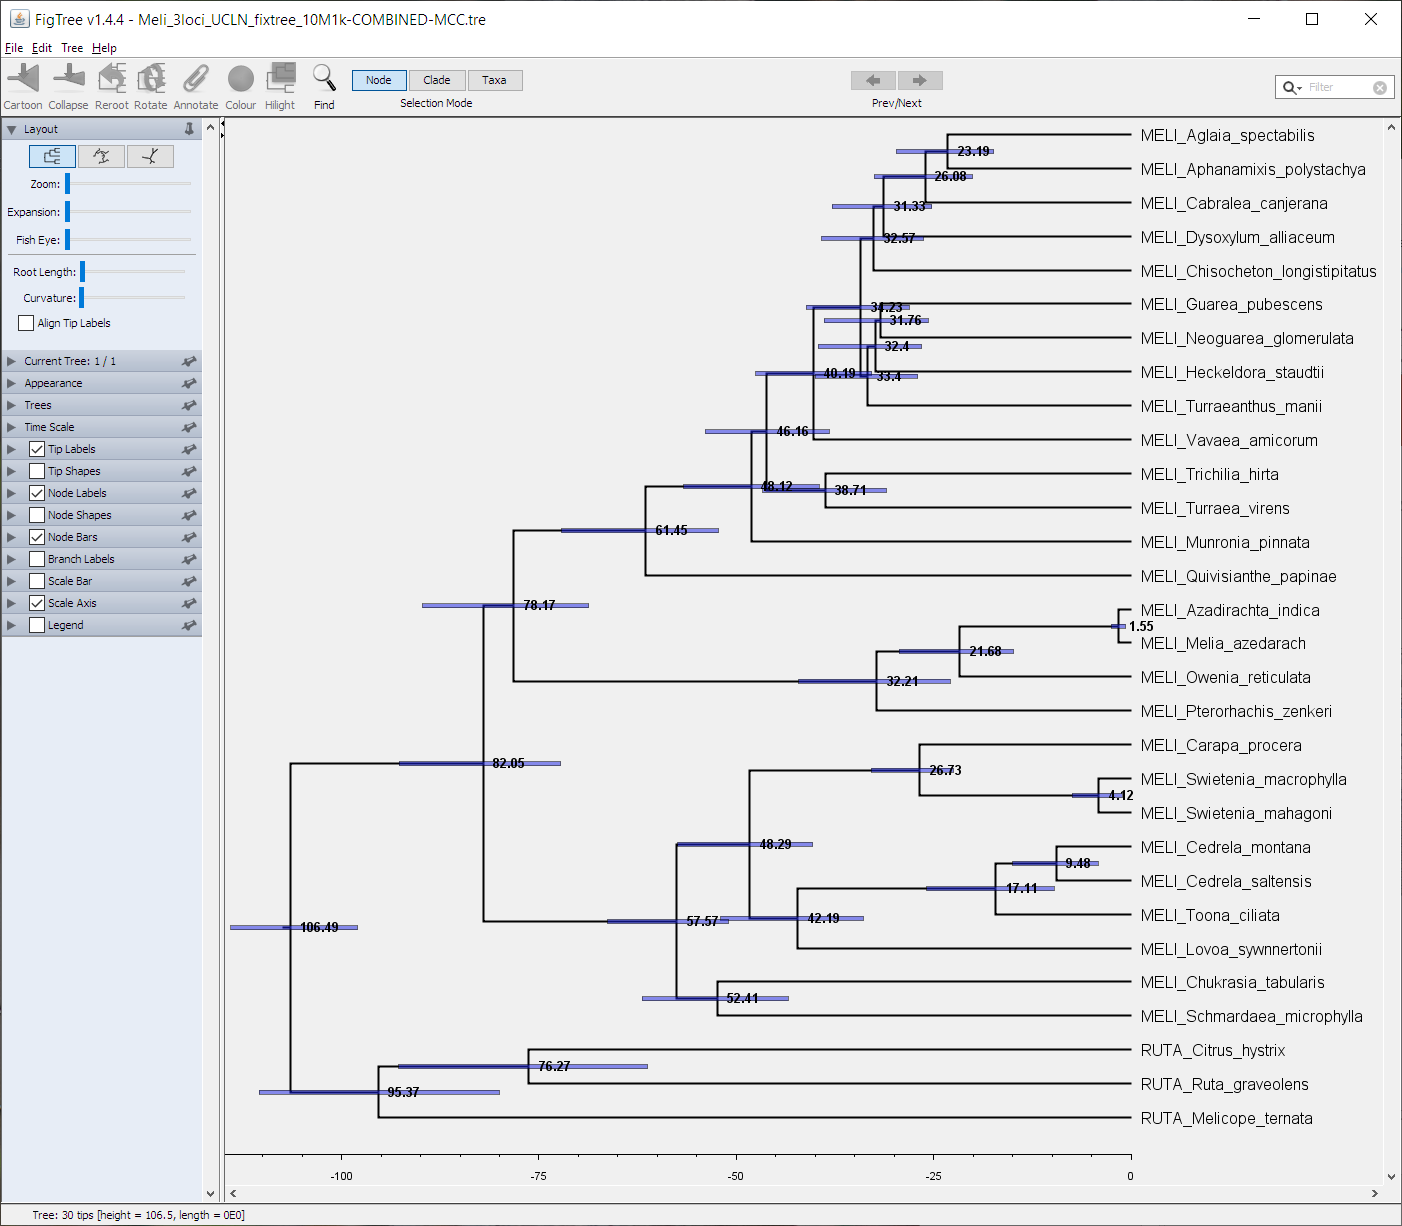 FigTree v1.4.4 - Meli_3loci_UCLN_fixtree_10M1k-COMBINED-MCC.tre
File Edit Tree Help
Cartoon Collapse Reroot Rotate Annotate Colour Hilight Find
Node Clade Taxa
Selection Mode
Prev/Next
Filter
Layout
Zoom:
Expansion:
Fish Eye:
Root Length:
Curvature:
Align Tip Labels
Current Tree: 1 / 1
Appearance
Trees
Time Scale
Tip Labels
Tip Shapes
Node Labels
Node Shapes
Node Bars
Branch Labels
Scale Bar
Scale Axis
Legend
MELI_Aglaia_spectabilis
23.19
MELI_Aphanamixis_polystachya
26.08
MELI_Cabralea_canjerana
31.33
MELI_Dysoxylum_alliaceum
32.57
MELI_Chisocheton_longistipitatus
MELI_Guarea_pubescens
34.23
31.76
MELI_Neoguarea_glomerulata
32.4
MELI_Heckeldora_staudtii
40.19
33.4
MELI_Turraeanthus_manii
46.16
MELI_Vavaea_amicorum
MELI_Trichilia_hirta
48.12
38.71
MELI_Turraea_virens
61.45
MELI_Munronia_pinnata
MELI_Quivisianthe_papinae
78.17
MELI_Azadirachta_indica
1.55
MELI_Melia_azedarach
21.68
MELI_Owenia_reticulata
32.21
MELI_Pterorhachis_zenkeri
MELI_Carapa_procera
82.05
26.73
MELI_Swietenia_macrophylla
4.12
MELI_Swietenia_mahagoni
48.29
MELI_Cedrela_montana
9.48
MELI_Cedrela_saltensis
17.11
MELI_Toona_ciliata
57.57
42.19
106.49
MELI_Lovoa_sywnnertonii
MELI_Chukrasia_tabularis
52.41
MELI_Schmardaea_microphylla
RUTA_Citrus_hystrix
76.27
RUTA_Ruta_graveolens
95.37
RUTA_Melicope_ternata
-100 -75 -50 -25 0
Tree: 30 tips [height = 106.5, length = 0E0]